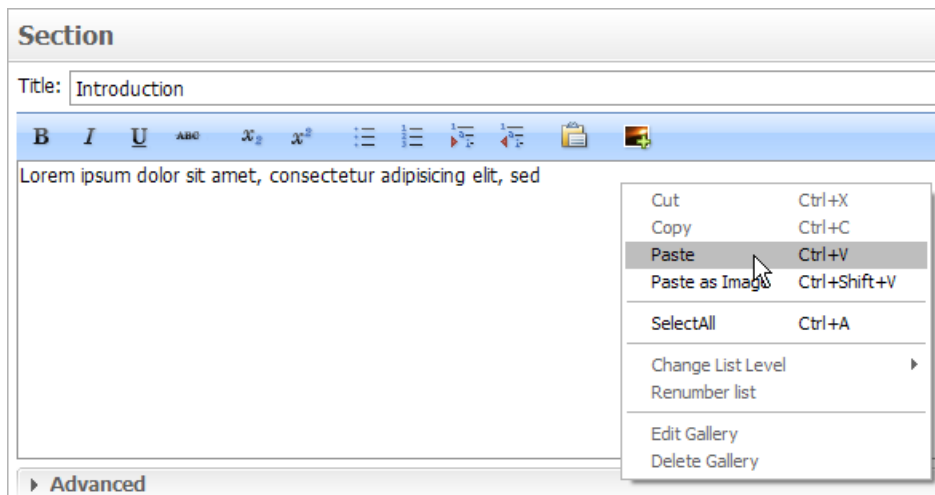 Section
Title: Introduction
B I U ABC x₂ x²
Lorem ipsum dolor sit amet, consectetur adipisicing elit, sed
Cut Ctrl+X
Copy Ctrl+C
Paste Ctrl+V
Paste as Image Ctrl+Shift+V
SelectAll Ctrl+A
Change List Level
Renumber list
Edit Gallery
Delete Gallery
Advanced